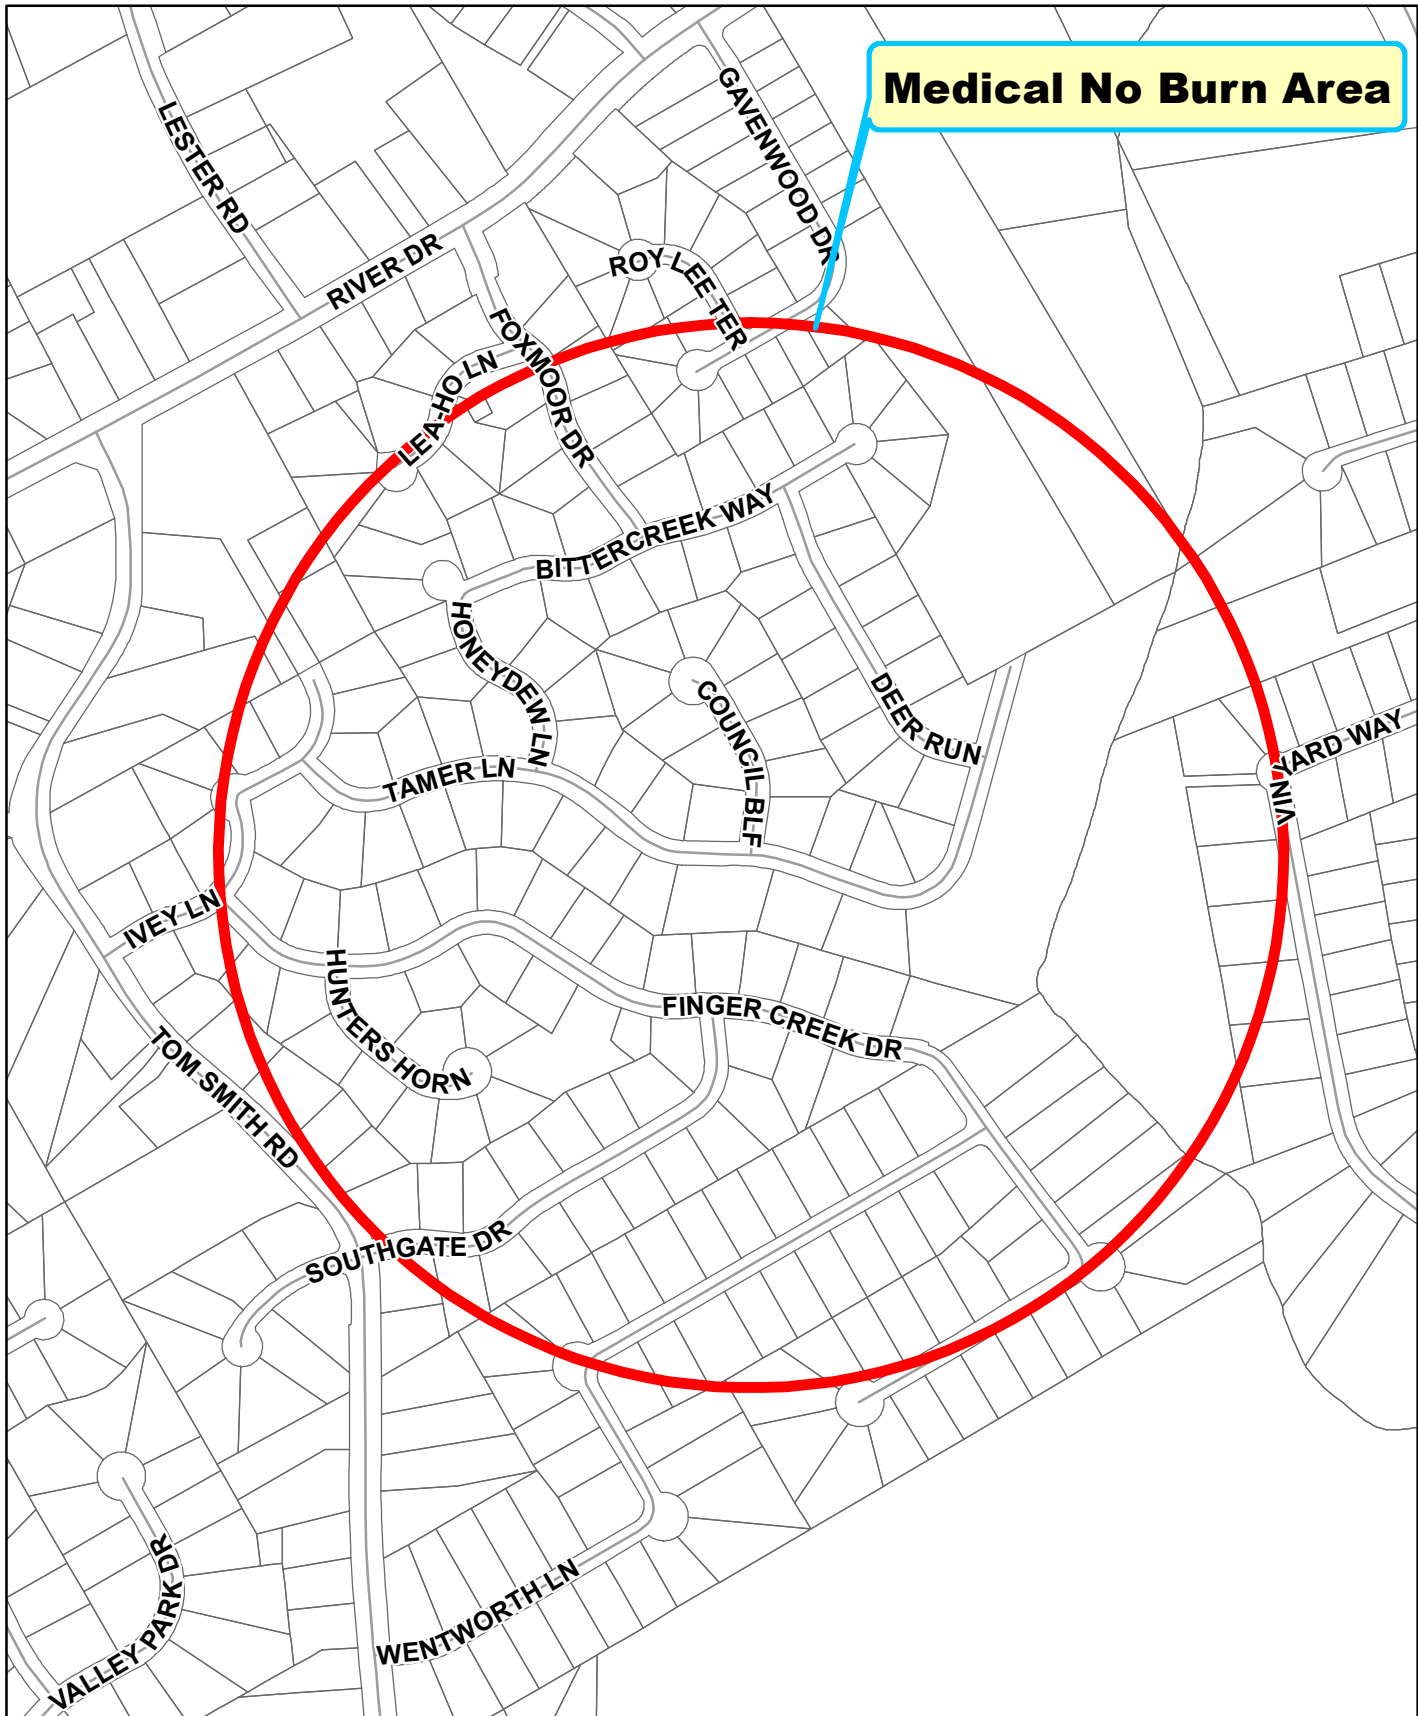 Medical No Burn Area
GAVENWOOD DR
LESTER RD
RIVER DR
ROY LEE TER
FOXMOOR DR
LEA-HO LN
BITTERCREEK WAY
HONEYDEW LN
COUNCIL BLF
DEER RUN
TAMER LN
VINYARD WAY
IVEY LN
HUNTERS HORN
FINGER CREEK DR
TOM SMITH RD
SOUTHGATE DR
VALLEY PARK DR
WENTWORTH LN